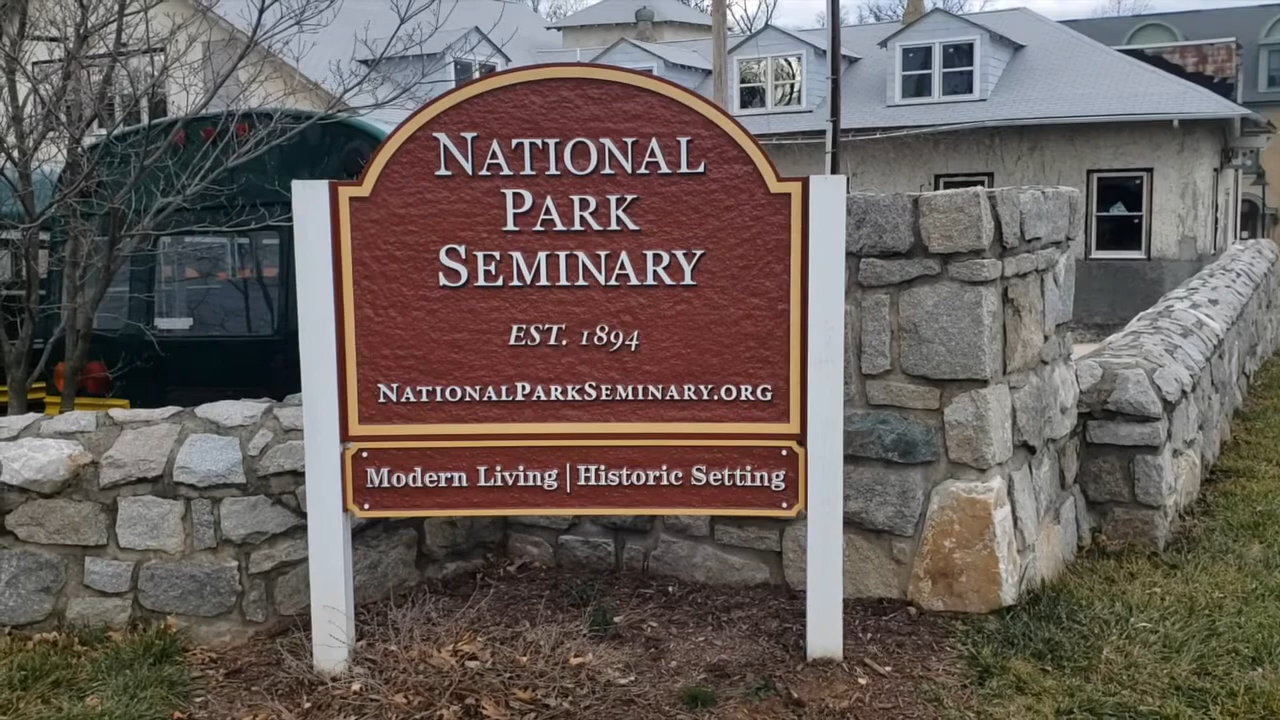 NATIONAL
PARK
SEMINARY
EST. 1894
NATIONALPARKSEMINARY.ORG
Modern Living | Historic Setting